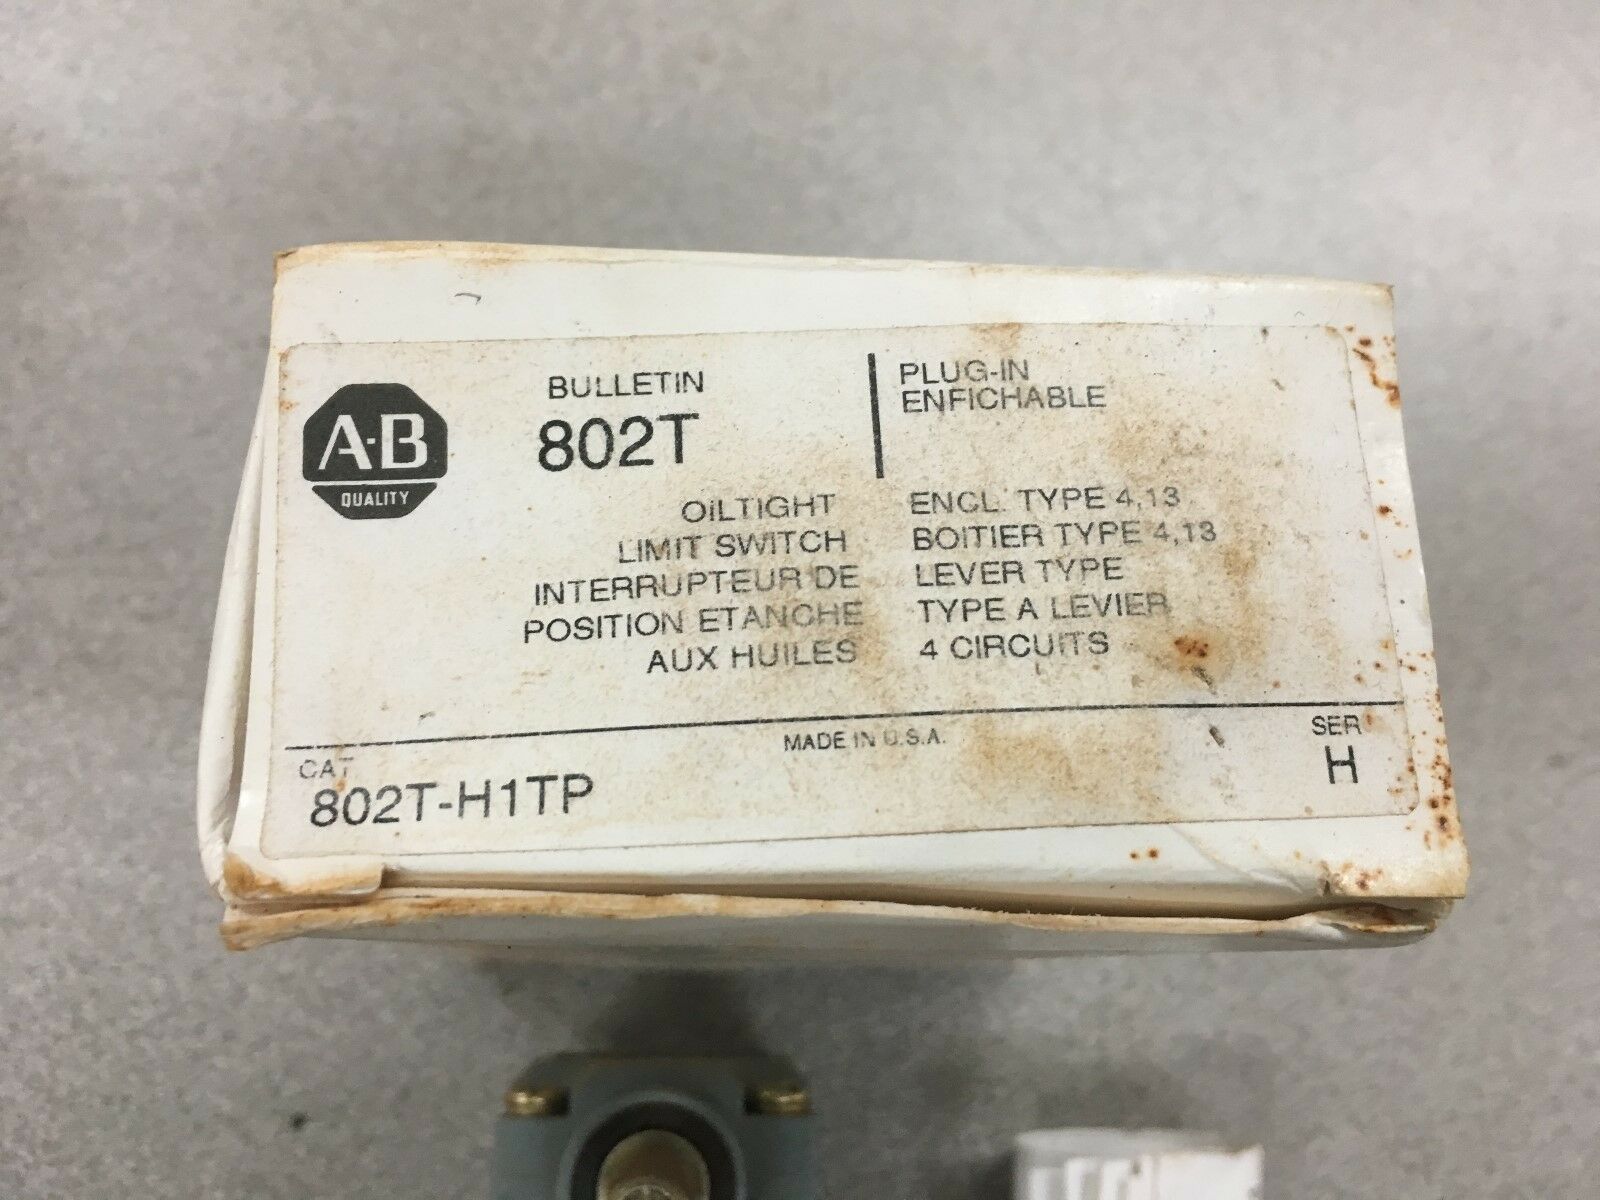 A-B
QUALITY
BULLETIN
802T
PLUG-IN
ENFICHABLE
OILTIGHT
LIMIT SWITCH
INTERRUPTEUR DE
POSITION ETANCHE
AUX HUILES
ENCL. TYPE 4,13
BOITIER TYPE 4,13
LEVER TYPE
TYPE A LEVIER
4 CIRCUITS
MADE IN U.S.A.
SER
H
CAT
802T-H1TP